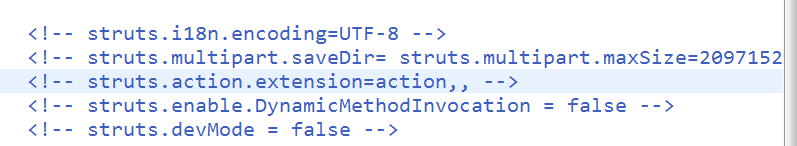 <!-- struts.i18n.encoding=UTF-8 -->
<!-- struts.multipart.saveDir= struts.multipart.maxSize=2097152
<!-- struts.action.extension=action,, -->
<!-- struts.enable.DynamicMethodInvocation = false -->
<!-- struts.devMode = false -->